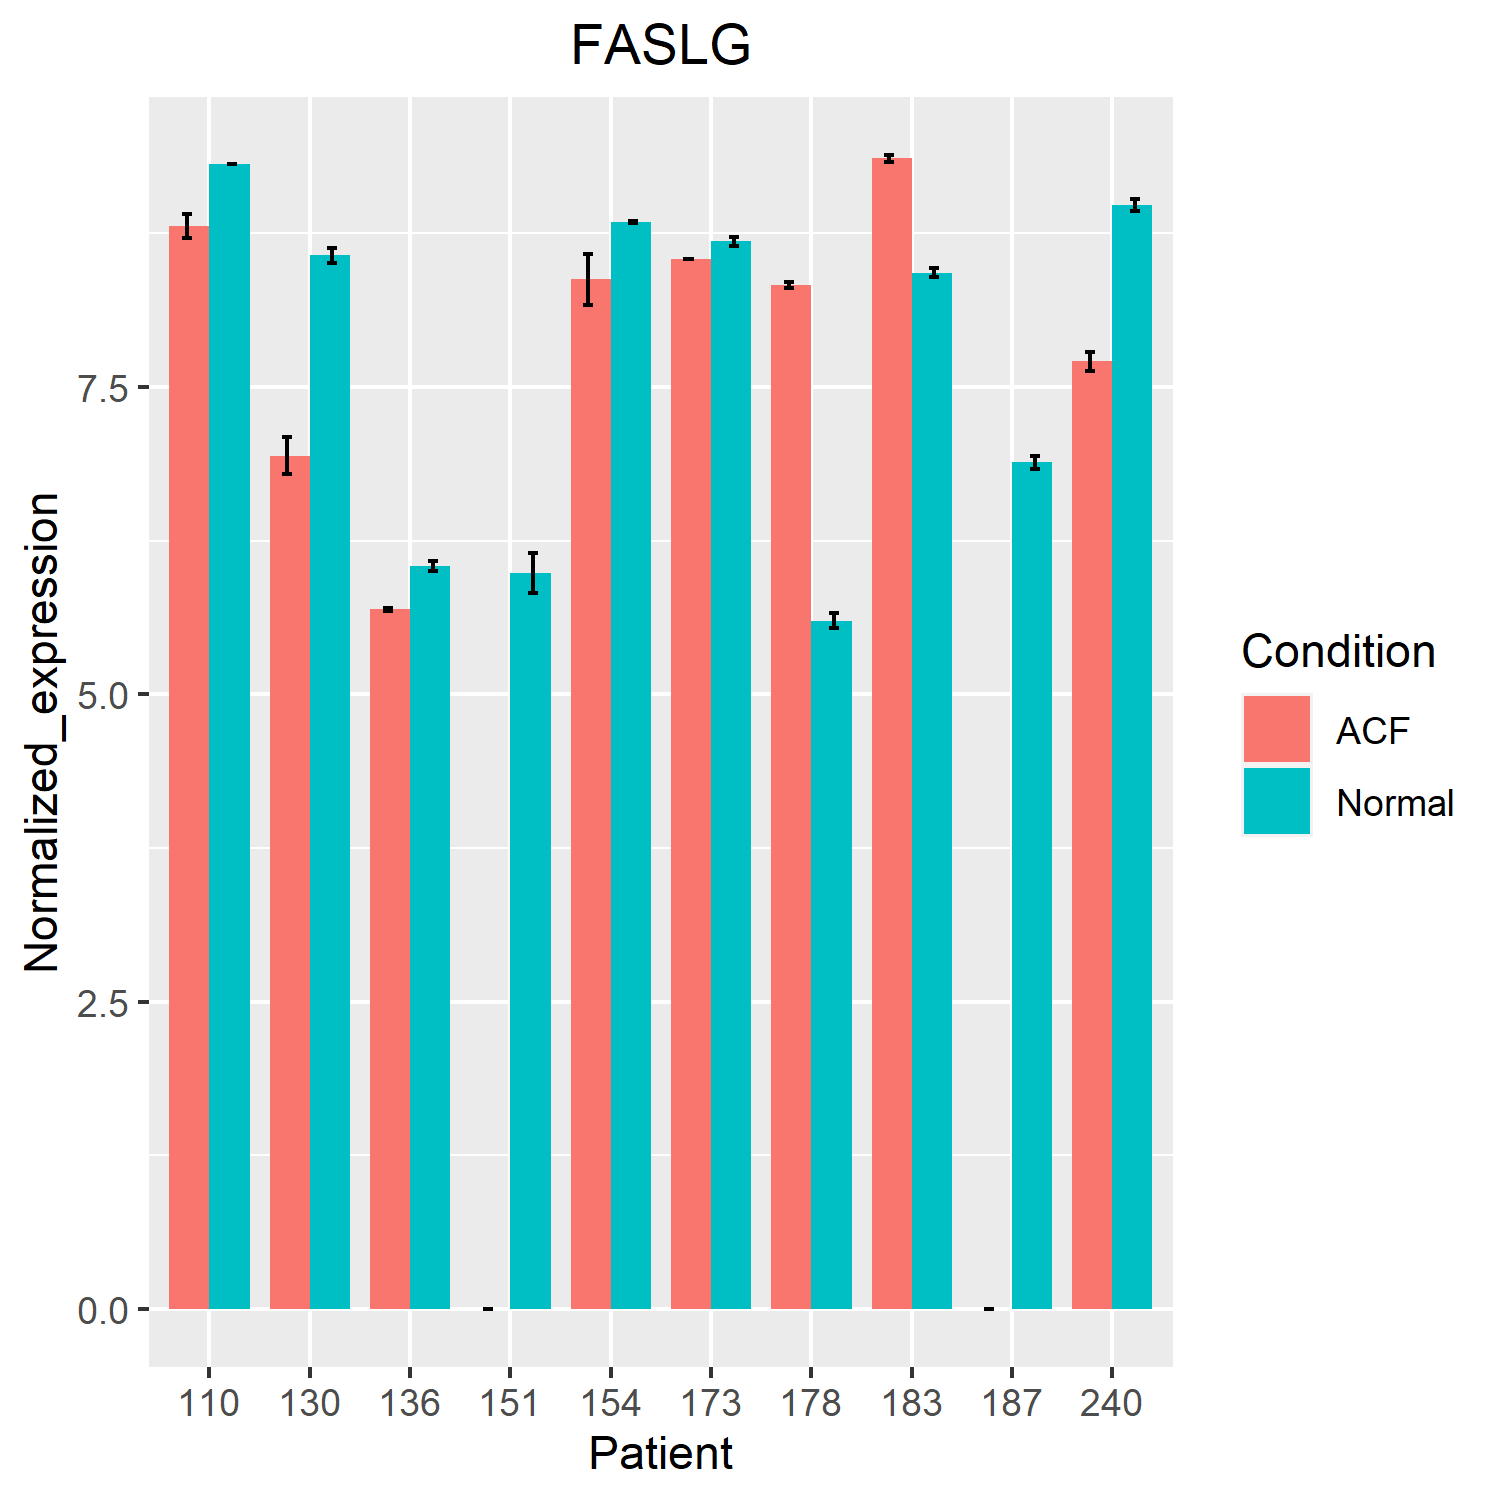 FASLG
Normalized_expression
7.5
5.0
2.5
0.0
110 130 136 151 154 173 178 183 187 240
Patient
Condition
ACF
Normal